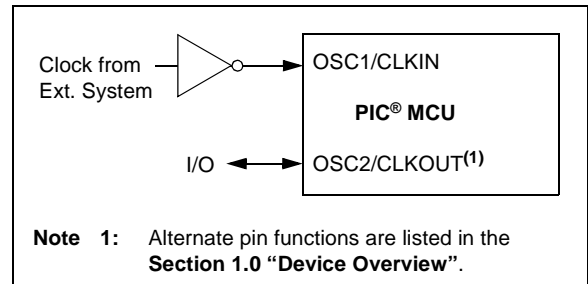 Clock from
Ext. System
OSC1/CLKIN
PIC® MCU
I/O
OSC2/CLKOUT(1)
Note 1: Alternate pin functions are listed in the
Section 1.0 “Device Overview”.